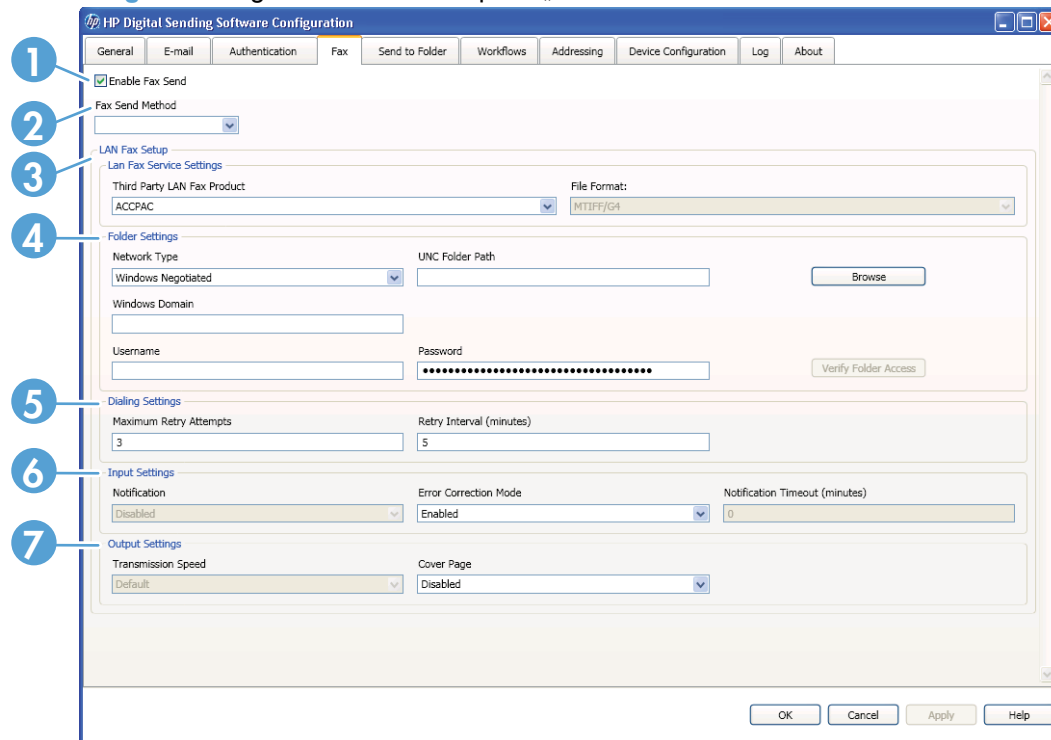 HP Digital Sending Software Configuration
General E-mail Authentication Fax Send to Folder Workflows Addressing Device Configuration Log About
1
Enable Fax Send
2
Fax Send Method
3
LAN Fax Setup
Lan Fax Service Settings
Third Party LAN Fax Product File Format:
ACCPAC MTIFF/G4
4
Folder Settings
Network Type UNC Folder Path
Windows Negotiated Browse
Windows Domain
Username Password
•••••••••••••••••••••••••••••••••••• Verify Folder Access
5
Dialing Settings
Maximum Retry Attempts Retry Interval (minutes)
3 5
6
Input Settings
Notification Error Correction Mode Notification Timeout (minutes)
Disabled Enabled 0
7
Output Settings
Transmission Speed Cover Page
Default Disabled
OK Cancel Apply Help